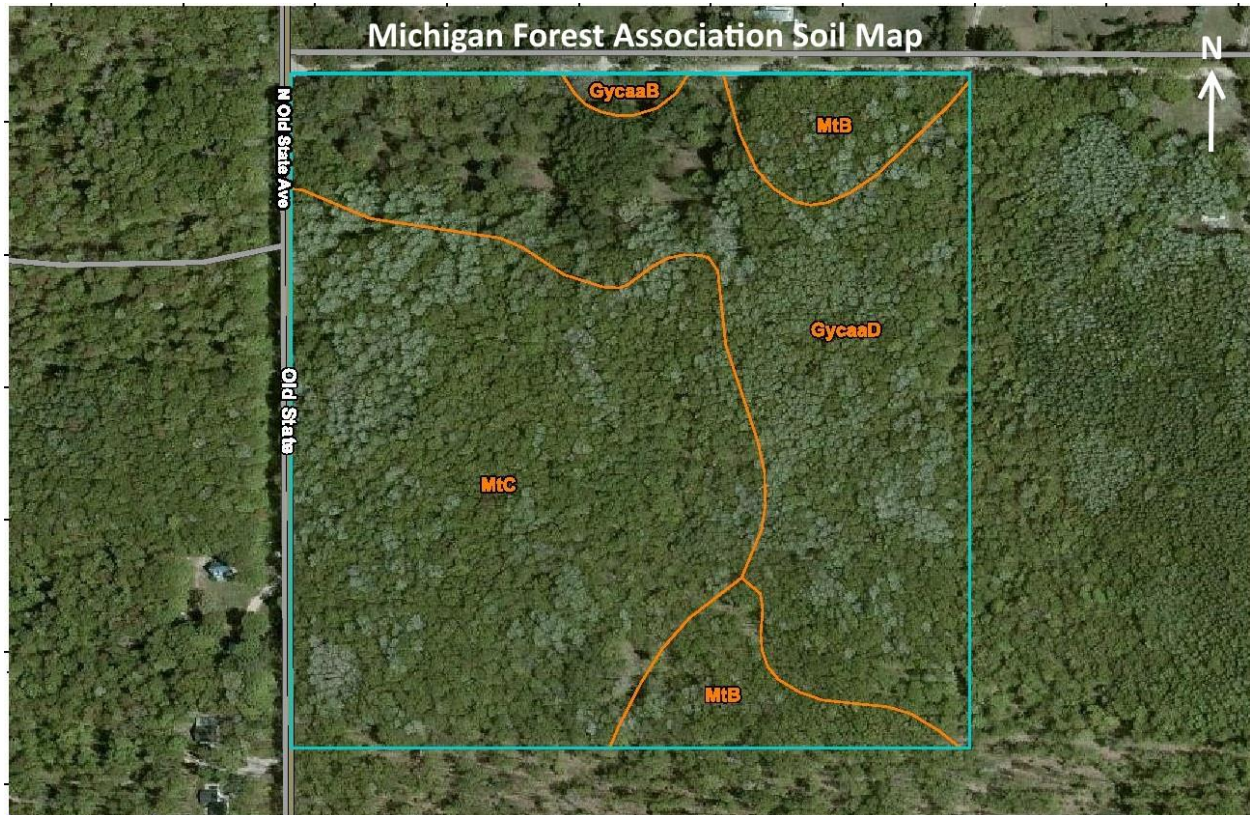 Michigan Forest Association Soil Map
N
GycaaB
N Old State Ave
MtB
GycaaD
Old State
MtC
MtB